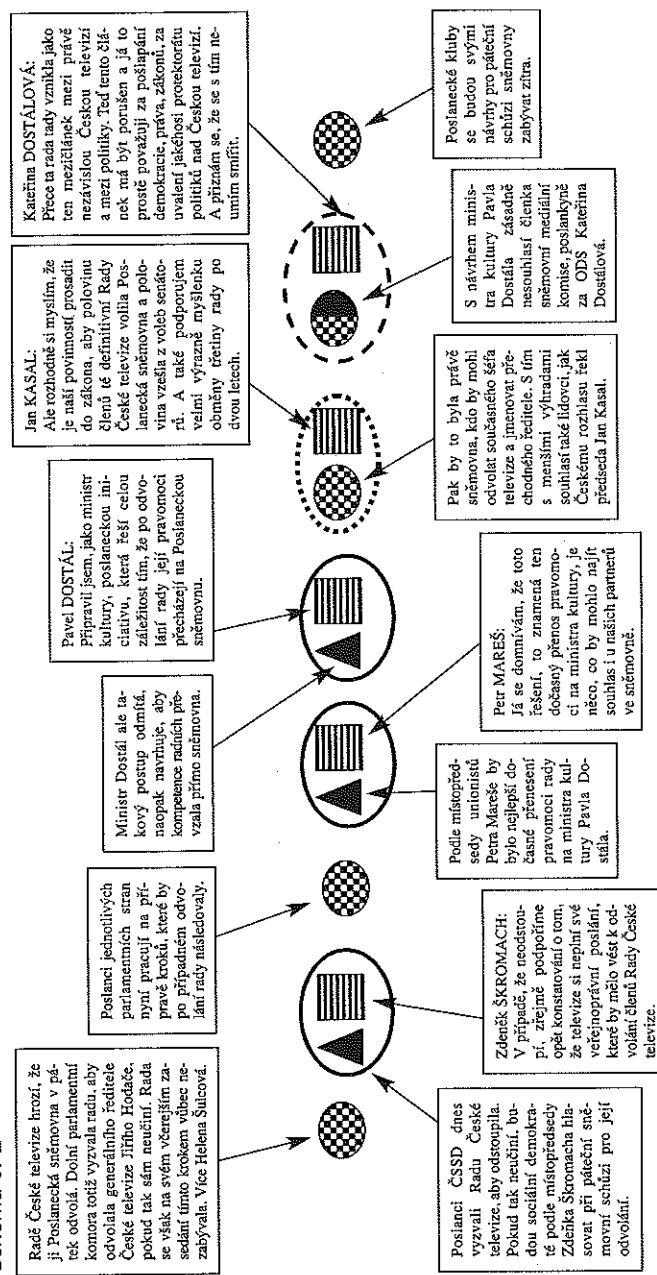 Radě České televize hrozí, že
ji Poslanecká sněmovna v pá-
tek odvolá. Dolní parlamentní
komora totiž vyzvala radu, aby
odvolala generálního ředitele
České televize Jiřího Hodače,
pokud tak sám neučiní. Rada
se však na svém včerejším za-
sedání tímto krokem vůbec ne-
zabývala. Více Helena Šulcová.
Poslanci jednotlivých
parlamentních stran
nyní pracují na pří-
pravě kroků, které by
po případném odvo-
lání rady následovaly.
Ministr Dostál ale ta-
kový postup odmítá,
naopak navrhuje, aby
kompetence radních pře-
vzala přímo sněmovna.
Pavel DOSTÁL:
Připravil jsem, jako ministr
kultury, poslaneckou ini-
ciativu, která řeší celou
záležitost tím, že po odvo-
lání rady její pravomoci
přecházejí na Poslaneckou
sněmovnu.
Jan KASAL:
Ale rozhodně si myslím, že
je naší povinností prosadit
do zákona, aby polovinu
členů té definitivní Rady
České televize volila Pos-
lanecká sněmovna a polo-
vina vzešla z voleb senáto-
rů. A také podporujem
velmi výrazně myšlenku
obměny třetiny rady po
dvou letech.
Kateřina DOSTÁLOVÁ:
Přece ta rada tady vznikla jako
ten mezičlánek mezi právě
nezávislou Českou televizí
a mezi politiky. Teď tento člá-
nek má být porušen a já to
prostě považuji za pošlapání
demokracie, práva, zákonů, za
uvalení jakéhosi protektorátu
politiků nad Českou televizí.
A přiznám se, že se s tím ne-
umím smířit.
Poslanci ČSSD dnes
vyzvali Radu České
televize, aby odstoupila.
Pokud tak neučiní, bu-
dou sociální demokra-
té podle místopředsedy
Zdeňka Škromacha hla-
sovat při páteční sně-
movní schůzi pro její
odvolání.
Zdeněk ŠKROMACH:
V případě, že neodstou-
pí, zřejmě podpoříme
opět konstatování o tom,
že televize si neplní své
veřejnoprávní poslání,
které by mělo vést k od-
volání členů Rady České
televize.
Podle místopřed-
sedy unionistů
Petra Mareše by
bylo nejlepší do-
časné přenesení
pravomoci rady
na ministra kul-
tury Pavla Do-
stála.
Petr MAREŠ:
Já se domnívám, že toto
řešení, to znamená ten
dočasný přenos pravomo-
ci na ministra kultury, je
něco, co by mohlo najít
souhlas i u našich partnerů
ve sněmovně.
Pak by to byla právě
sněmovna, kdo by mohl
odvolat současného šéfa
televize a jmenovat pře-
chodného ředitele. S tím
s menšími výhradami
souhlasí také lidovci, jak
Českému rozhlasu řekl
předseda Jan Kasal.
S návrhem minis-
tra kultury Pavla
Dostála zásadně
nesouhlasí členka
sněmovní mediální
komise, poslankyně
za ODS Kateřina
Dostálová.
Poslanecké kluby
se budou svými
návrhy pro páteční
schůzi sněmovny
zabývat zítra.